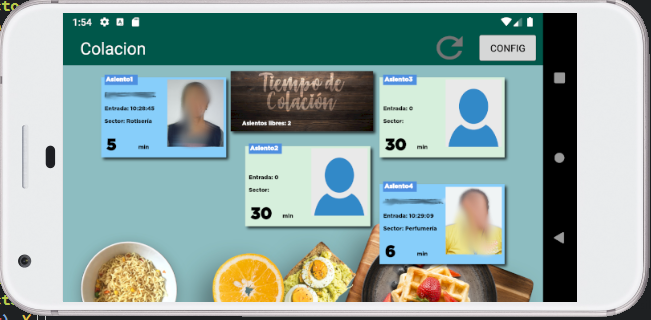 1:54
Colacion
CONFIG
Asiento1
Entrada: 10:28:45
Sector: Rotisería
5 min
Tiempo de
Colación
Asientos libres: 2
Asiento3
Entrada: 0
Sector:
30 min
Asiento2
Entrada: 0
Sector:
30 min
Asiento4
Entrada: 10:29:09
Sector: Perfumería
6 min